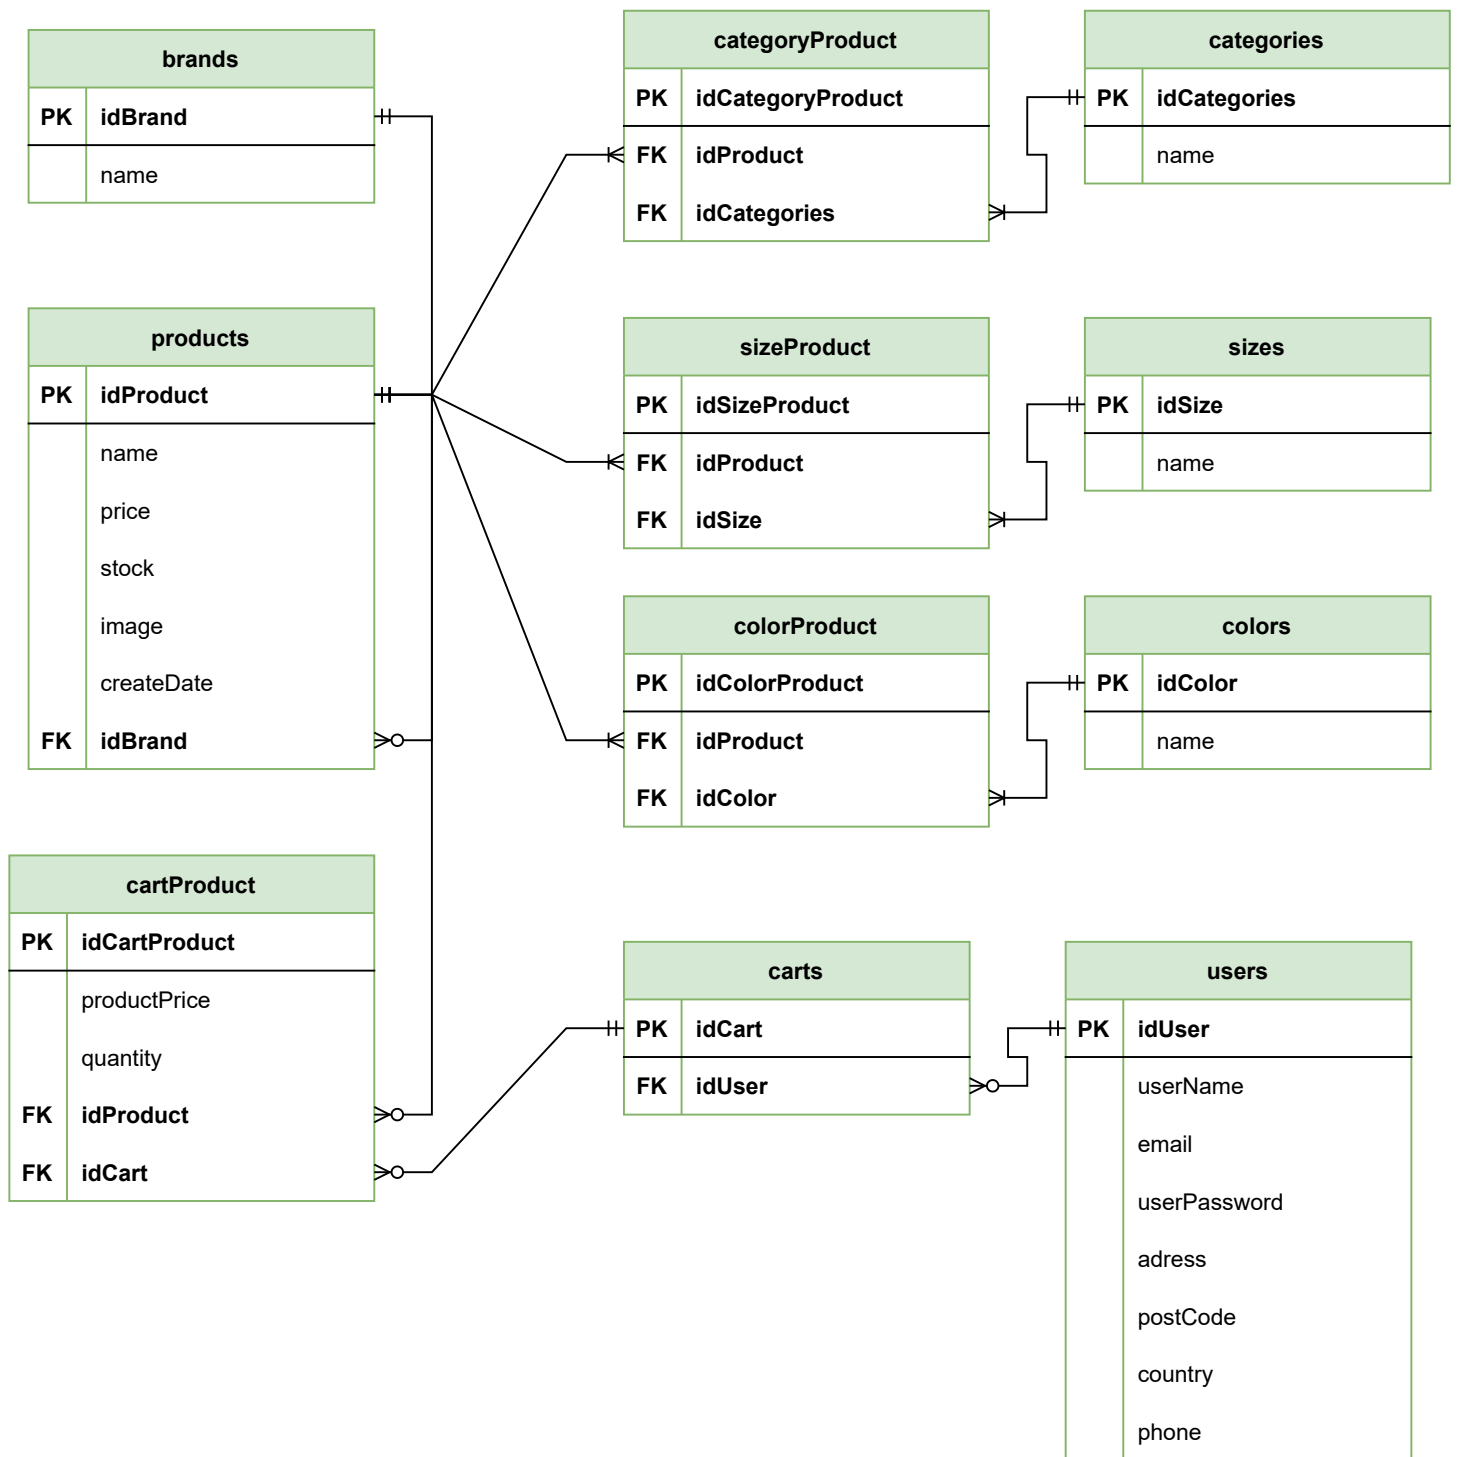 brands
PK idBrand
name
categoryProduct
PK idCategoryProduct
FK idProduct
FK idCategories
categories
PK idCategories
name
products
PK idProduct
name
price
stock
image
createDate
FK idBrand
sizeProduct
PK idSizeProduct
FK idProduct
FK idSize
sizes
PK idSize
name
colorProduct
PK idColorProduct
FK idProduct
FK idColor
colors
PK idColor
name
cartProduct
PK idCartProduct
productPrice
quantity
FK idProduct
FK idCart
carts
PK idCart
FK idUser
users
PK idUser
userName
email
userPassword
adress
postCode
country
phone